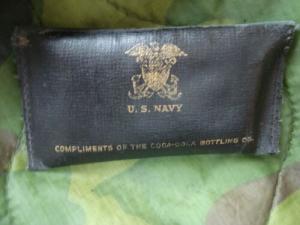 U. S. NAVY
COMPLIMENTS OF THE COCA-COLA BOTTLING CO.